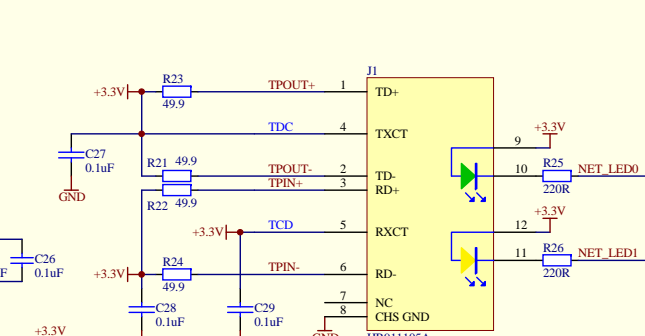 J1
R23
TPOUT+
1
TD+
+3.3V
49.9
TDC
4
TXCT
+3.3V
9
C27
0.1uF
R21
49.9
TPOUT-
2
TD-
10
R25
NET_LED0
TPIN+
3
RD+
GND
R22
49.9
220R
+3.3V
TCD
5
RXCT
12
+3.3V
C26
0.1uF
F
R24
TPIN-
6
RD-
11
R26
NET_LED1
+3.3V
49.9
220R
C28
0.1uF
C29
0.1uF
7
NC
8
CHS GND
+3.3V
GND